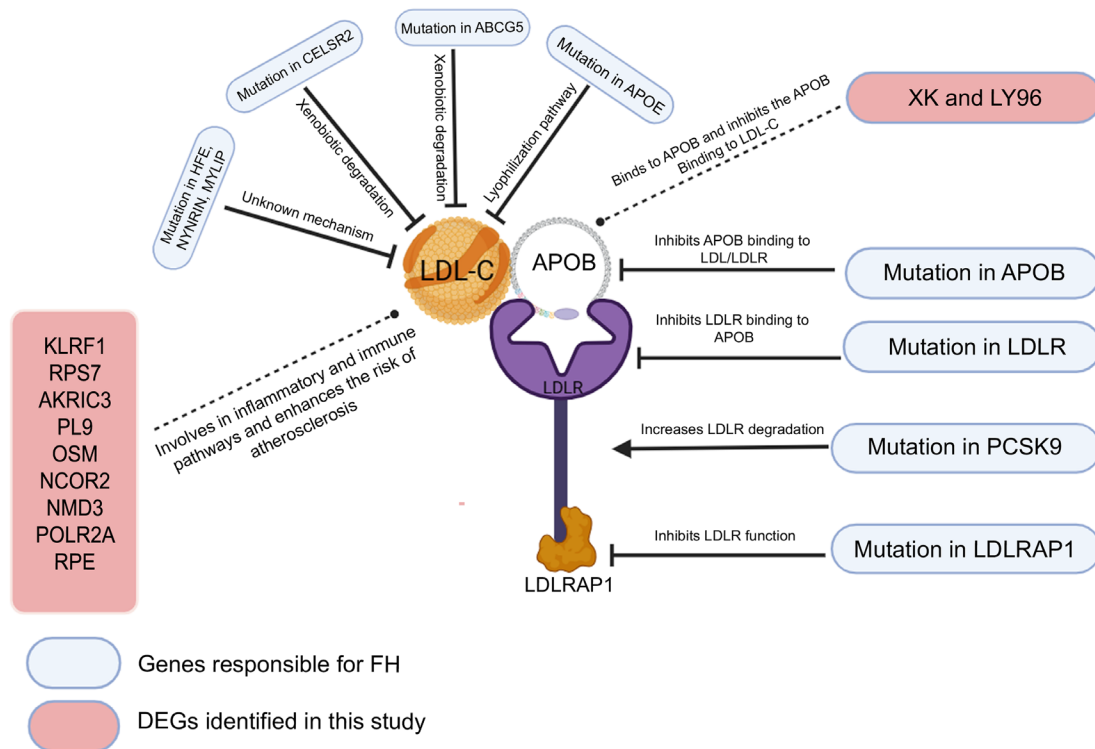 Mutation in ABCG5
Mutation in CELSR2
Mutation in APOE
Mutation in HFE,
NYNRIN, MYLIP
Xenobiotic degradation
Xenobiotic degradation
Lyophilization pathway
Unknown mechanism
XK and LY96
Binds to APOB and inhibits the APOB
Binding to LDL-C
LDL-C
APOB
Inhibits APOB binding to
LDL/LDLR
Mutation in APOB
Inhibits LDLR binding to
APOB
Mutation in LDLR
LDLR
Increases LDLR degradation
Mutation in PCSK9
Inhibits LDLR function
Mutation in LDLRAP1
LDLRAP1
KLRF1
RPS7
AKRIC3
PL9
OSM
NCOR2
NMD3
POLR2A
RPE
Involves in inflammatory and immune
pathways and enhances the risk of
atherosclerosis
Genes responsible for FH
DEGs identified in this study